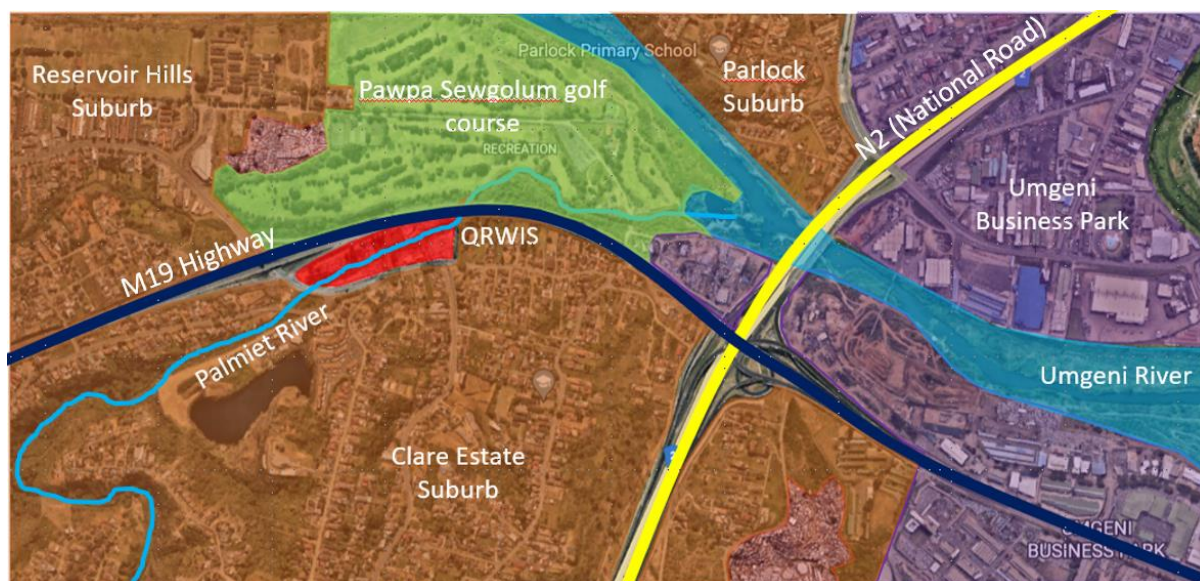 Reservoir Hills
Suburb
Pawpa Sewgolum golf
course
RECREATION
Parlock Primary School
Parlock
Suburb
N2 (National Road)
Umgeni
Business Park
M19 Highway
QRWIS
Palmiet River
Umgeni River
Clare Estate
Suburb
UMGENI
BUSINESS PARK